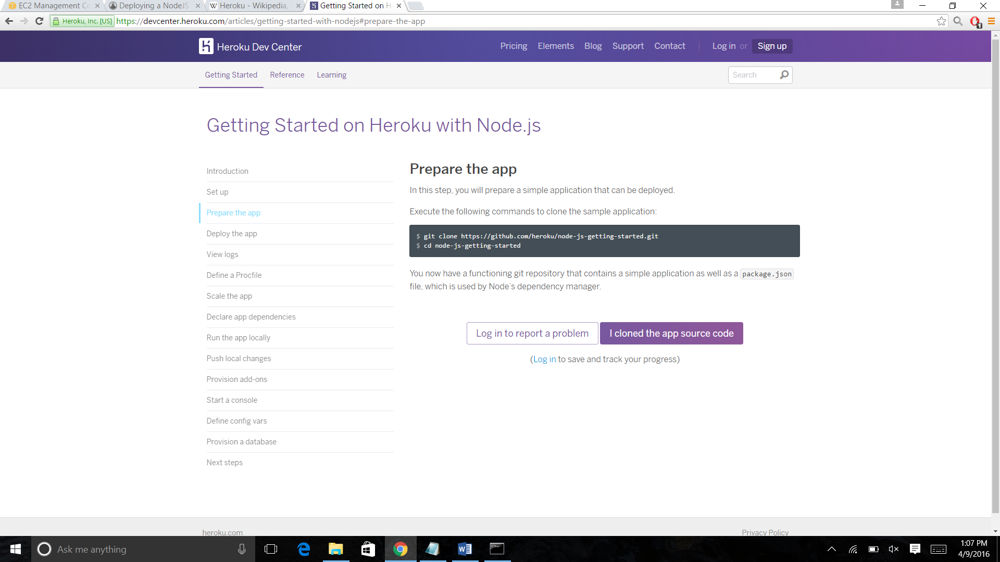 EC2 Management Co
Deploying a NodeJS
Heroku - Wikipedia,
Getting Started on H
Heroku, Inc. [US]
https://devcenter.heroku.com/articles/getting-started-with-nodejs#prepare-the-app
1
Heroku Dev Center
Pricing Elements Blog Support Contact Log in or Sign up
Getting Started Reference Learning
Search
Getting Started on Heroku with Node.js
Introduction
Set up
Prepare the app
Deploy the app
View logs
Define a Procfile
Scale the app
Declare app dependencies
Run the app locally
Push local changes
Provision add-ons
Start a console
Define config vars
Provision a database
Next steps
Prepare the app
In this step, you will prepare a simple application that can be deployed.
Execute the following commands to clone the sample application:
$ git clone https://github.com/heroku/node-js-getting-started.git
$ cd node-js-getting-started
You now have a functioning git repository that contains a simple application as well as a package.json
file, which is used by Node’s dependency manager.
Log in to report a problem
I cloned the app source code
(Log in to save and track your progress)
heroku.com
Privacy Policy
Ask me anything
1:07 PM
4/9/2016